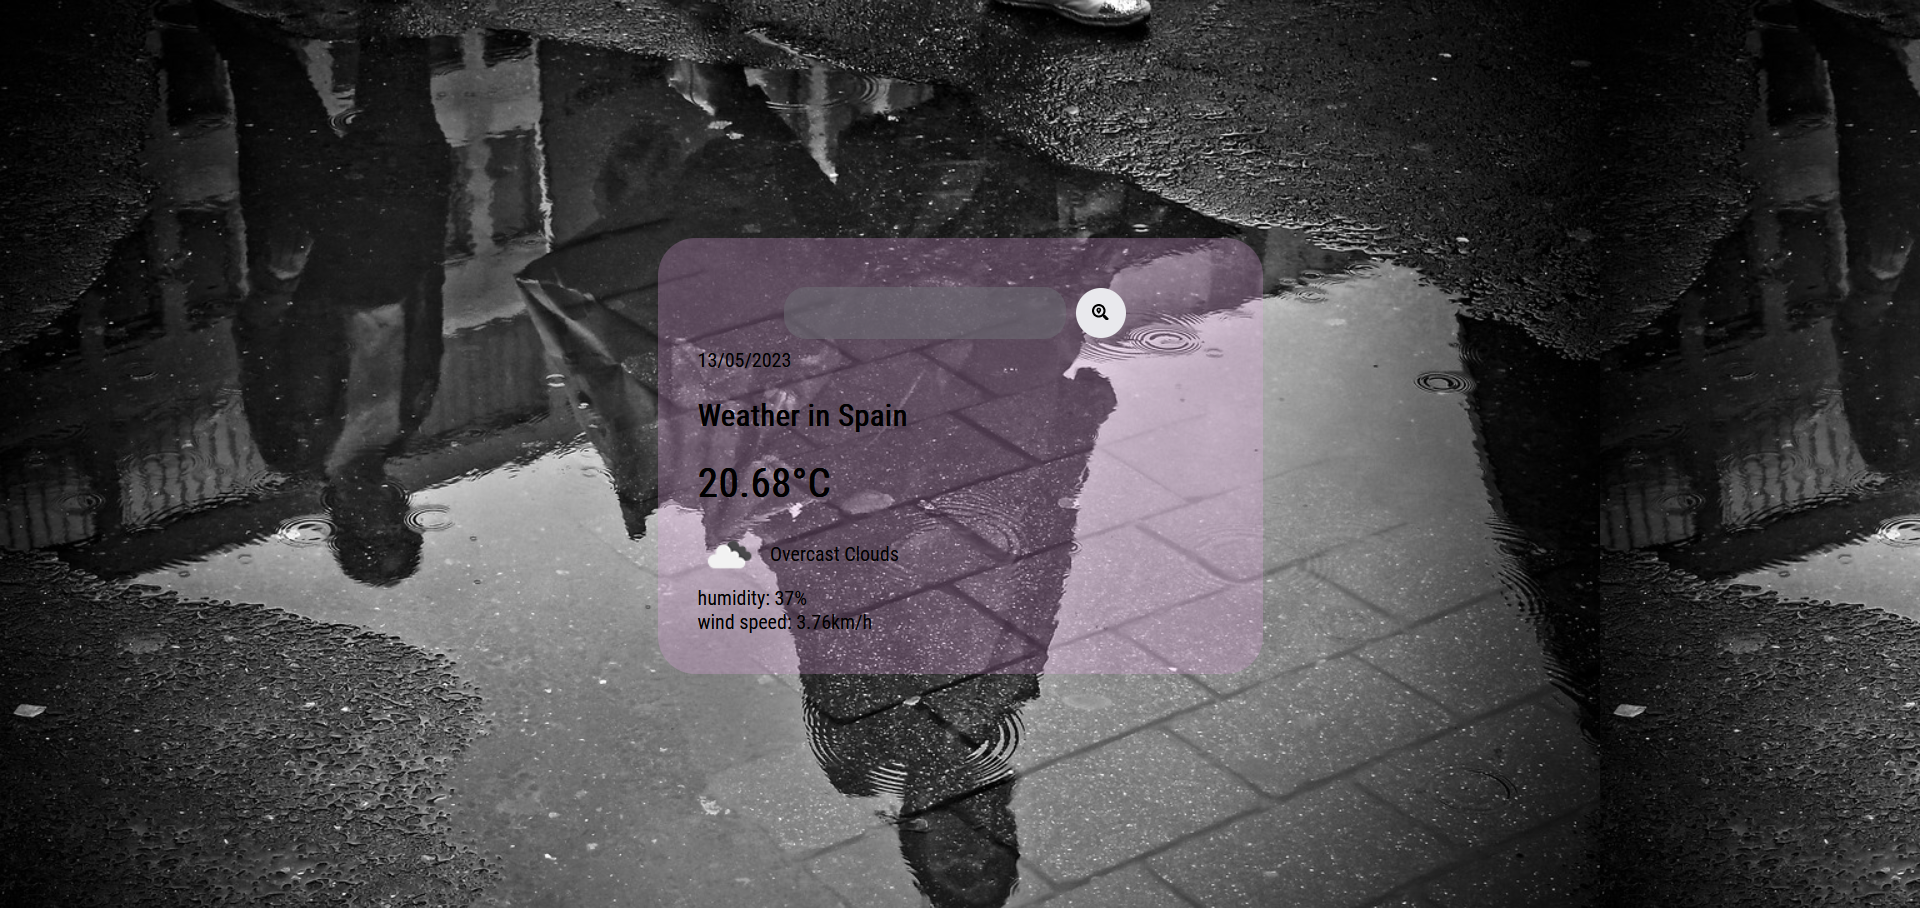 13/05/2023
Weather in Spain
20.68°C
Overcast Clouds
humidity: 37%
wind speed: 3.76km/h